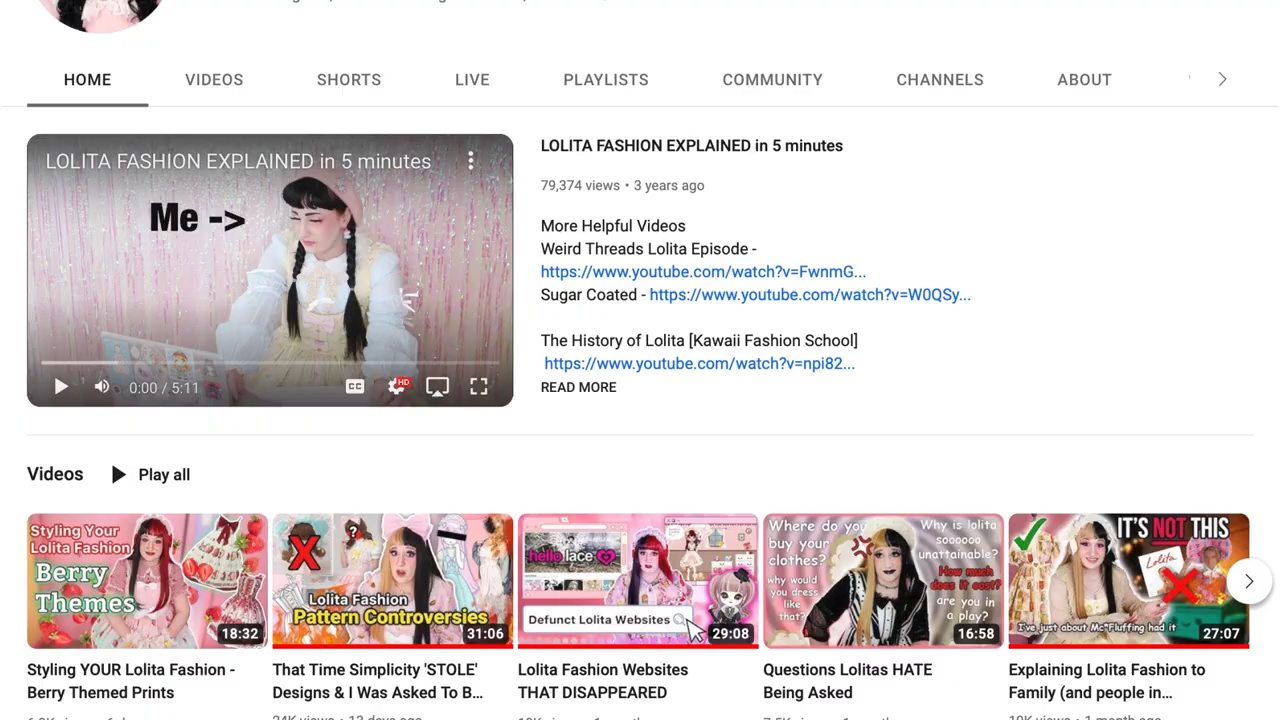 HOME
VIDEOS
SHORTS
LIVE
PLAYLISTS
COMMUNITY
CHANNELS
ABOUT
LOLITA FASHION EXPLAINED in 5 minutes
Me ->
0:00 / 5:11
CC
HD
LOLITA FASHION EXPLAINED in 5 minutes
79,374 views • 3 years ago
More Helpful Videos
Weird Threads Lolita Episode -
https://www.youtube.com/watch?v=FwnmG...
Sugar Coated - https://www.youtube.com/watch?v=W0QSy...
The History of Lolita [Kawaii Fashion School]
https://www.youtube.com/watch?v=npi82...
READ MORE
Videos
Play all
Styling Your
Lolita Fashion
Berry
Themes
18:32
X
?
Lolita Fashion
Pattern Controversies
31:06
hello lace
Defunct Lolita Websites
29:08
Where do you
buy your
clothes?
why would
you dress
like
that?
Why is lolita
soooooo
unattainable?
How much
does it cost?
are you in
a play?
16:58
IT'S NOT THIS
Lolita
I've just about Mc*Fluffing had it
27:07
Styling YOUR Lolita Fashion -
Berry Themed Prints
That Time Simplicity 'STOLE'
Designs & I Was Asked To B...
Lolita Fashion Websites
THAT DISAPPEARED
Questions Lolitas HATE
Being Asked
Explaining Lolita Fashion to
Family (and people in...